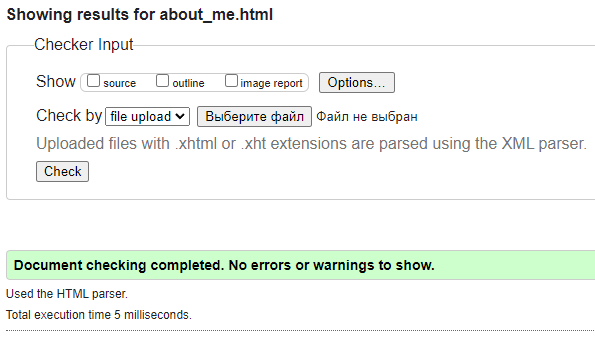 Showing results for about_me.html
Checker Input
Show source outline image report Options...
Check by file upload Выберите файл Файл не выбран
Uploaded files with .xhtml or .xht extensions are parsed using the XML parser.
Check
Document checking completed. No errors or warnings to show.
Used the HTML parser.
Total execution time 5 milliseconds.